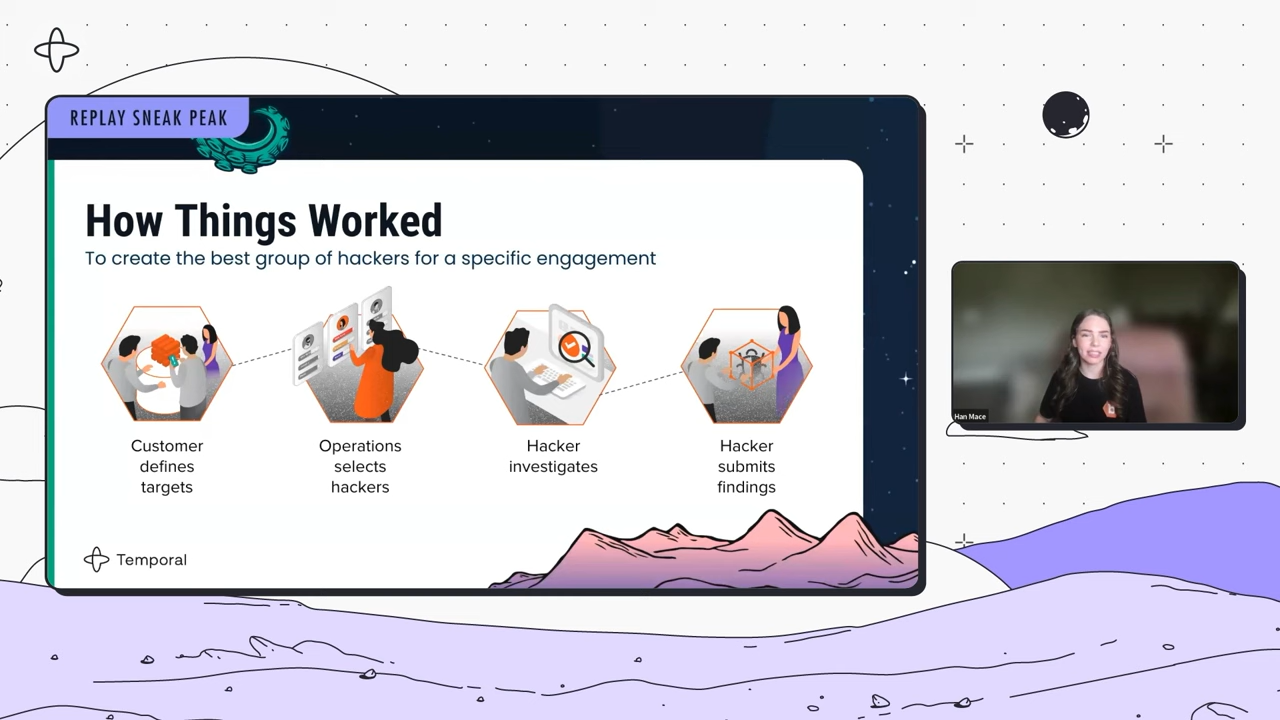 REPLAY SNEAK PEAK
How Things Worked
To create the best group of hackers for a specific engagement
Customer
defines
targets
Operations
selects
hackers
Hacker
investigates
Hacker
submits
findings
Temporal
Han Mace